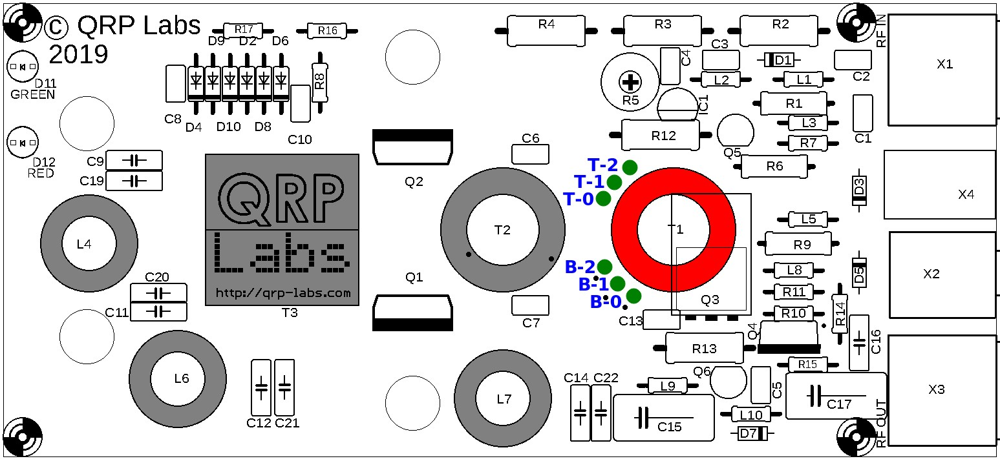 © QRP Labs
2019
R17
R16
R4
R3
R2
RF IN
D9
D2
D6
C3
C4
D1
X1
D11
GREEN
R8
L2
L1
C2
R5
IC1
R1
C8
D4
D10
D8
C10
R12
L3
C1
C6
Q5
R7
D12
RED
C9
C19
Q2
T-2
T-1
T-0
R6
D3
X4
QRP
Labs
http://qrp-labs.com
T3
L4
T2
T1
L5
R9
B-2
B-1
B-0
L8
D5
X2
C20
C11
Q1
R11
Q3
R10
R14
C7
C13
Q4
C16
R13
R15
L6
Q6
C14
C22
L9
C5
X3
L7
C17
C12
C21
C15
L10
D7
RF OUT